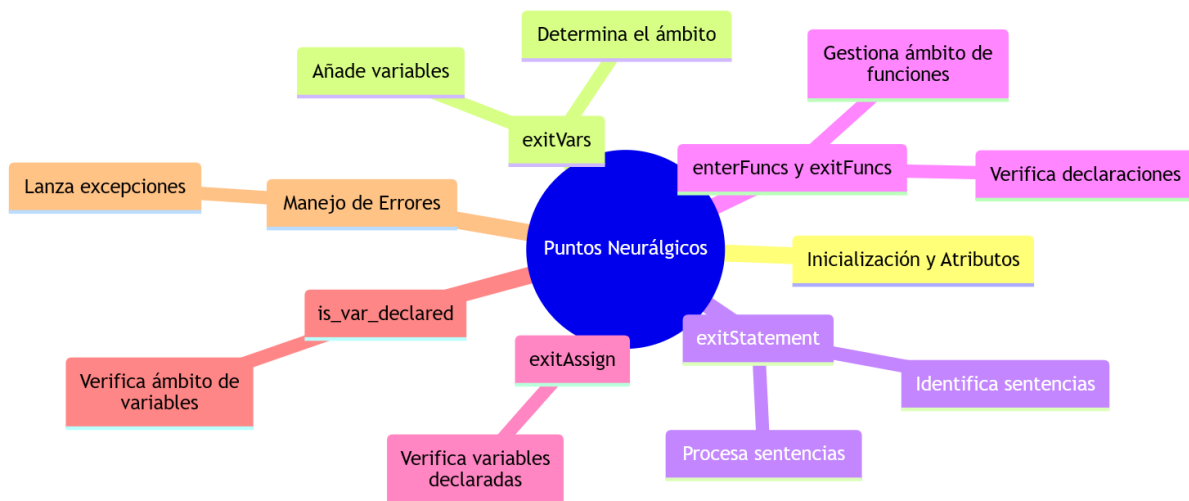 Determina el ámbito
Añade variables
exitVars
Gestiona ámbito de
funciones
enterFuncs y exitFuncs
Verifica declaraciones
Lanza excepciones
Manejo de Errores
Puntos Neurálgicos
Inicialización y Atributos
is_var_declared
Verifica ámbito de
variables
exitAssign
Verifica variables
declaradas
exitStatement
Identifica sentencias
Procesa sentencias